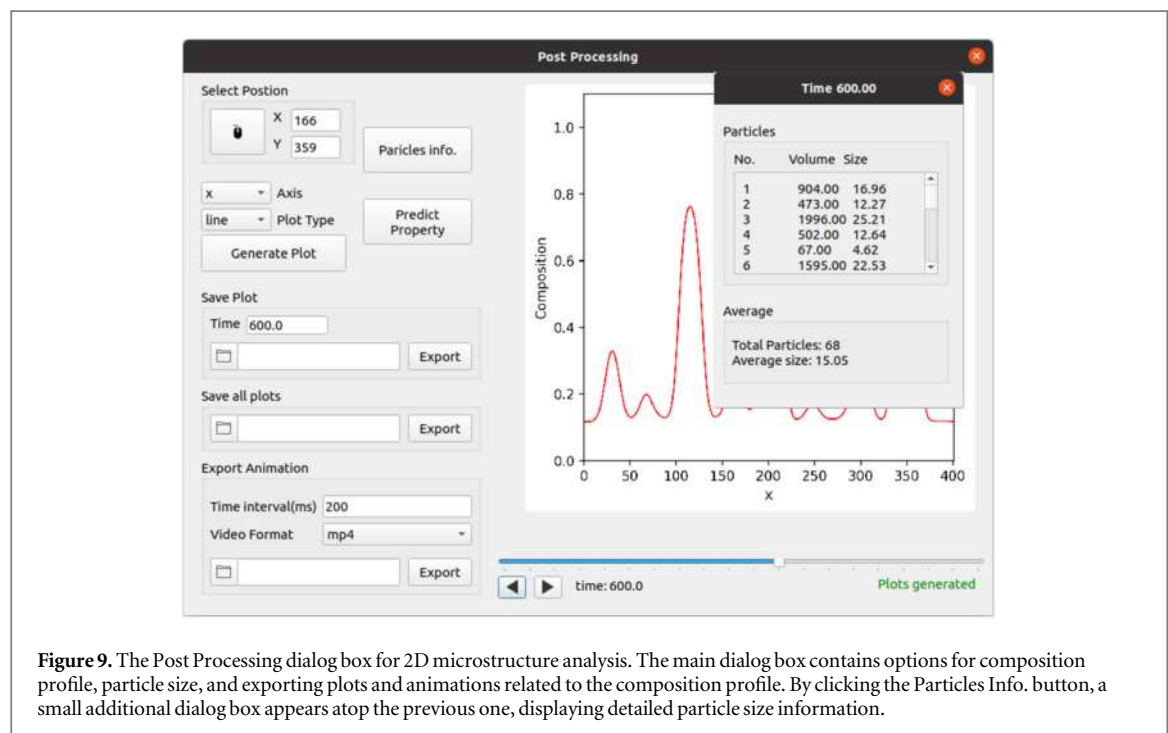 Post Processing
Time 600.00
Select Postion
X 166
Y 359
Paricles info.
x Axis
line Plot Type
Predict
Property
Generate Plot
Save Plot
Time 600.0
Export
Save all plots
Export
Export Animation
Time interval(ms) 200
Video Format mp4
Export
Composition
1.0
0.8
0.6
0.4
0.2
0.0
0 50 100 150 200 250 300 350 400
x
Particles
No. Volume Size
1 904.00 16.96
2 473.00 12.27
3 1996.00 25.21
4 502.00 12.64
5 67.00 4.62
6 1595.00 22.53
Average
Total Particles: 68
Average size: 15.05
time: 600.0
Plots generated
Figure 9. The Post Processing dialog box for 2D microstructure analysis. The main dialog box contains options for composition
profile, particle size, and exporting plots and animations related to the composition profile. By clicking the Particles Info. button, a
small additional dialog box appears atop the previous one, displaying detailed particle size information.